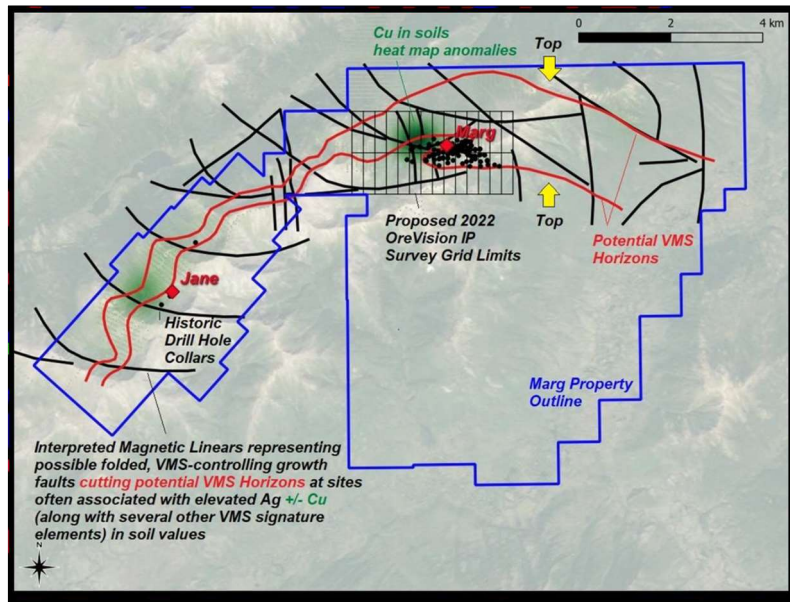 0 2 4 km
Cu in soils
heat map anomalies
Top
Marg
Proposed 2022
OreVision IP
Survey Grid Limits
Top
Potential VMS
Horizons
Jane
Historic
Drill Hole
Collars
Marg Property
Outline
Interpreted Magnetic Linears representing
possible folded, VMS-controlling growth
faults cutting potential VMS Horizons at sites
often associated with elevated Ag +/- Cu
(along with several other VMS signature
elements) in soil values
N